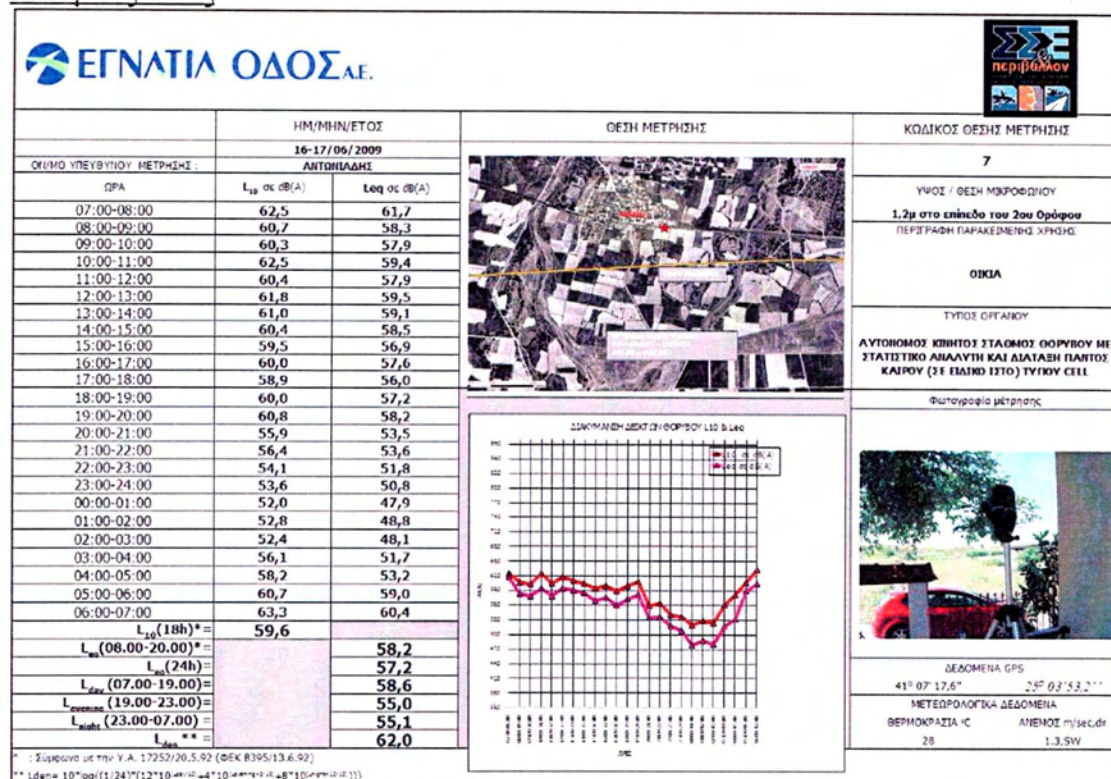 ΕΓΝΑΤΙΑ ΟΔΟΣ Α.Ε.
ΣΣΕ
&
περιβάλλον
ΗΜ/ΜΗΝ/ΕΤΟΣ
ΘΕΣΗ ΜΕΤΡΗΣΗΣ
ΚΩΔΙΚΟΣ ΘΕΣΗΣ ΜΕΤΡΗΣΗΣ
16-17/06/2009
7
ΟΝ/ΜΟ ΥΠΕΥΘΥΝΟΥ ΜΕΤΡΗΣΗΣ :
ΑΝΤΩΝΙΑΔΗΣ
ΩΡΑ L10 σε dB(A) Leq σε dB(A)
07:00-08:00 62,5 61,7
08:00-09:00 60,7 58,3
09:00-10:00 60,3 57,9
10:00-11:00 62,5 59,4
11:00-12:00 60,4 57,9
12:00-13:00 61,8 59,5
13:00-14:00 61,0 59,1
14:00-15:00 60,4 58,5
15:00-16:00 59,5 56,9
16:00-17:00 60,0 57,6
17:00-18:00 58,9 56,0
18:00-19:00 60,0 57,2
19:00-20:00 60,8 58,2
20:00-21:00 55,9 53,5
21:00-22:00 56,4 53,6
22:00-23:00 54,1 51,8
23:00-24:00 53,6 50,8
00:00-01:00 52,0 47,9
01:00-02:00 52,8 48,8
02:00-03:00 52,4 48,1
03:00-04:00 56,1 51,7
04:00-05:00 58,2 53,2
05:00-06:00 60,7 59,0
06:00-07:00 63,3 60,4
L10(18h)*= 59,6
Leq(08.00-20.00)*= 58,2
Leq(24h)= 57,2
Lday (07.00-19.00)= 58,6
Levening (19.00-23.00)= 55,0
Lnight (23.00-07.00) = 55,1
Lden ** = 62,0
ΔΙΑΚΥΜΑΝΣΗ ΔΕΙΚΤΩΝ ΘΟΡΥΒΟΥ L10 & Leq
L10 σε dB(A)
Leq σε dB(A)
ΩΡΕΣ
ΥΨΟΣ / ΘΕΣΗ ΜΙΚΡΟΦΩΝΟΥ
1,2μ στο επίπεδο του 2ου Ορόφου
ΠΕΡΙΓΡΑΦΗ ΠΑΡΑΚΕΙΜΕΝΗΣ ΧΡΗΣΗΣ
ΟΙΚΙΑ
ΤΥΠΟΣ ΟΡΓΑΝΟΥ
ΑΥΤΟΝΟΜΟΣ ΚΙΝΗΤΟΣ ΣΤΑΘΜΟΣ ΘΟΡΥΒΟΥ ΜΕ
ΣΤΑΤΙΣΤΙΚΟ ΑΝΑΛΥΤΗ ΚΑΙ ΔΙΑΤΑΞΗ ΠΑΝΤΟΣ
ΚΑΙΡΟΥ (ΣΕ ΕΙΔΙΚΟ ΙΣΤΟ) ΤΥΠΟΥ CELL
Φωτογραφία μέτρησης
ΔΕΔΟΜΕΝΑ GPS
41º 07' 17,6" 25º 03'53,2''
ΜΕΤΕΩΡΟΛΟΓΙΚΑ ΔΕΔΟΜΕΝΑ
ΘΕΡΜΟΚΡΑΣΙΑ ºC ΑΝΕΜΟΣ m/sec,dr
28 1.3,SW
* : Σύμφωνα με την Υ.Α. 17252/20.5.92 (ΦΕΚ Β395/13.6.92)